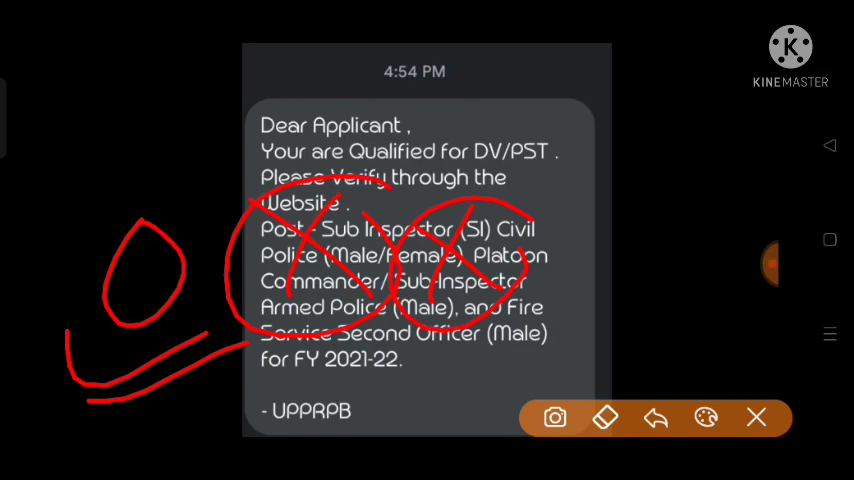 4:54 PM
K
KINEMASTER
Dear Applicant ,
Your are Qualified for DV/PST .
Please Verify through the
Website .
Post - Sub Inspector (SI) Civil
Police (Male/Female), Platoon
Commander/ Sub-Inspector
Armed Police (Male), and Fire
Service Second Officer (Male)
for FY 2021-22.
- UPPRPB